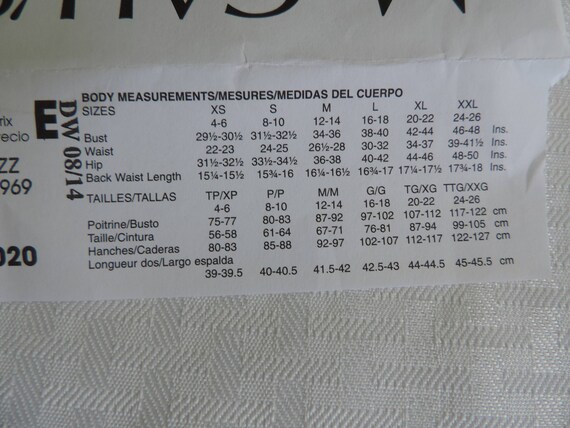 BODY MEASUREMENTS/MESURES/MEDIDAS DEL CUERPO
SIZES XS S M L XL XXL
4-6 8-10 12-14 16-18 20-22 24-26
Bust 29½-30½ 31½-32½ 34-36 38-40 42-44 46-48 Ins.
Waist 22-23 24-25 26½-28 30-32 34-37 39-41½ Ins.
Hip 31½-32½ 33½-34½ 36-38 40-42 44-46 48-50 Ins.
Back Waist Length 15¼-15½ 15¾-16 16¼-16½ 16¾-17 17¼-17½ 17¾-18 Ins.
TAILLES/TALLAS TP/XP P/P M/M G/G TG/XG TTG/XXG
4-6 8-10 12-14 16-18 20-22 24-26
Poitrine/Busto 75-77 80-83 87-92 97-102 107-112 117-122 cm
Taille/Cintura 56-58 61-64 67-71 76-81 87-94 99-105 cm
Hanches/Caderas 80-83 85-88 92-97 102-107 112-117 122-127 cm
Longueur dos/Largo espalda
39-39.5 40-40.5 41.5-42 42.5-43 44-44.5 45-45.5 cm
E
DW 08/14
rix
recio
ZZ
969
020